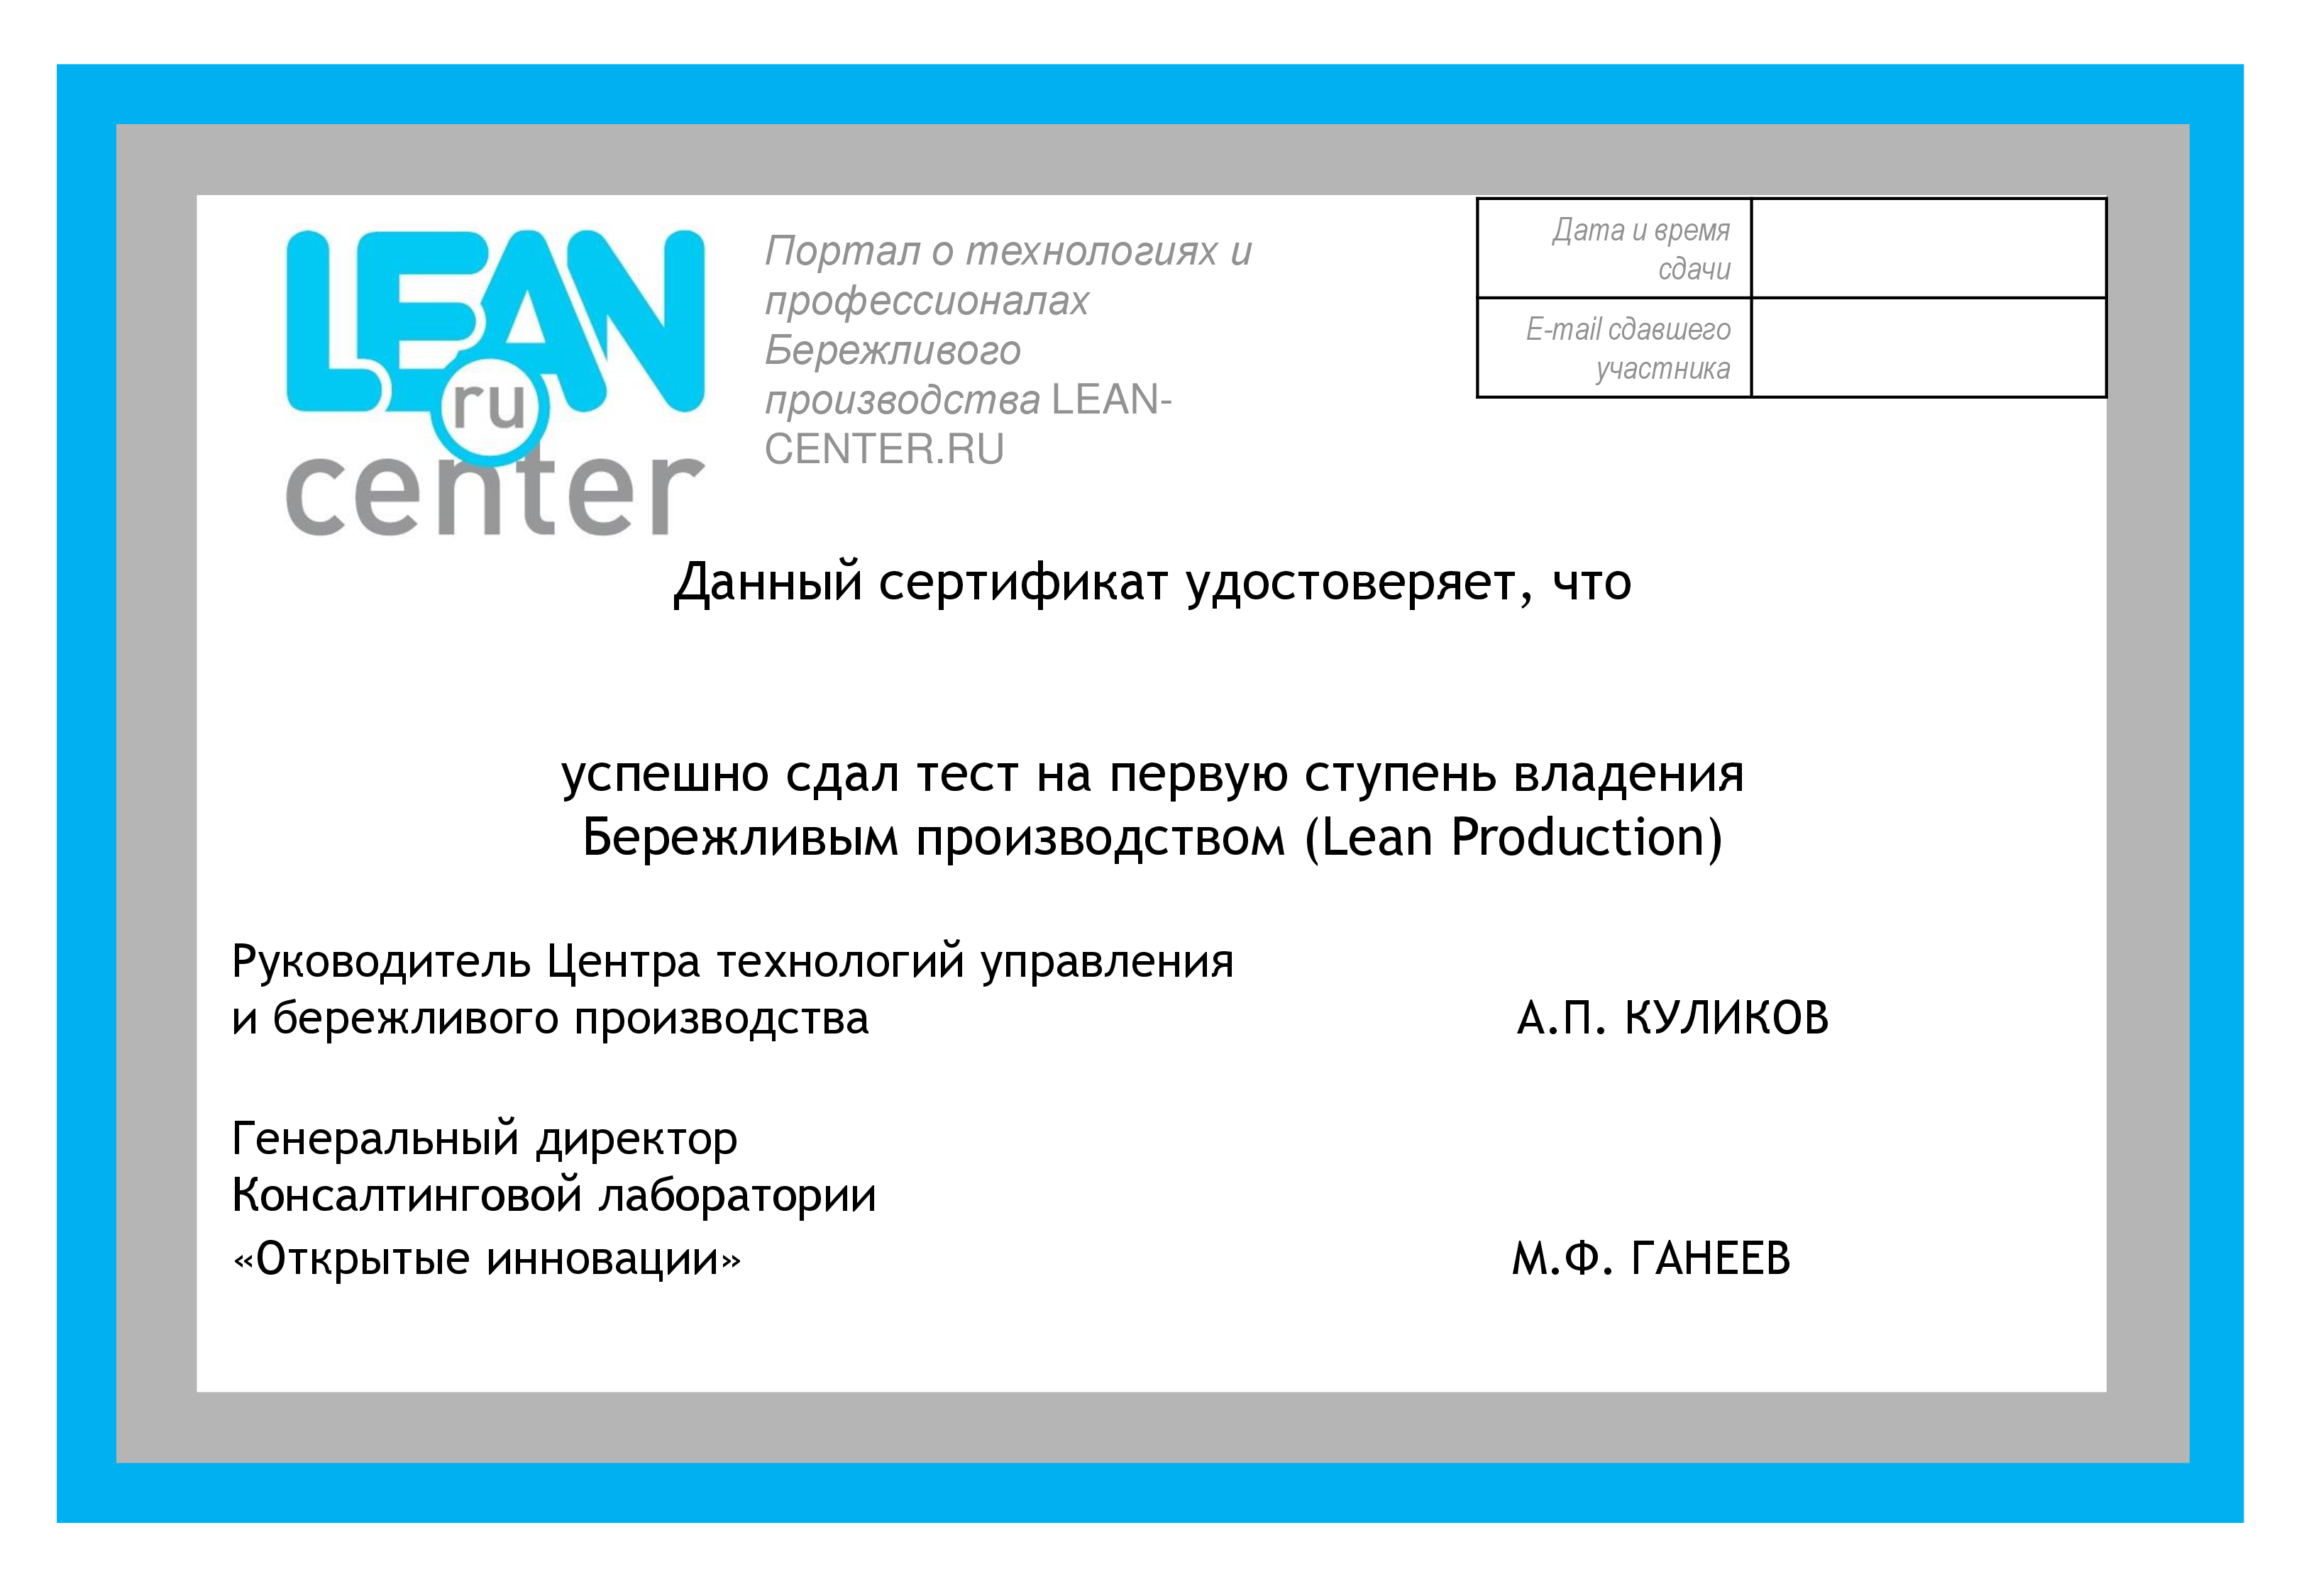 LEAN
ru
center
Портал о технологиях и
профессионалах
Бережливого
производства LEAN-
CENTER.RU
Дата и время
сдачи
E-mail сдавшего
участника
Данный сертификат удостоверяет, что
успешно сдал тест на первую ступень владения
Бережливым производством (Lean Production)
Руководитель Центра технологий управления
и бережливого производства А.П. КУЛИКОВ
Генеральный директор
Консалтинговой лаборатории
«Открытые инновации» М.Ф. ГАНЕЕВ